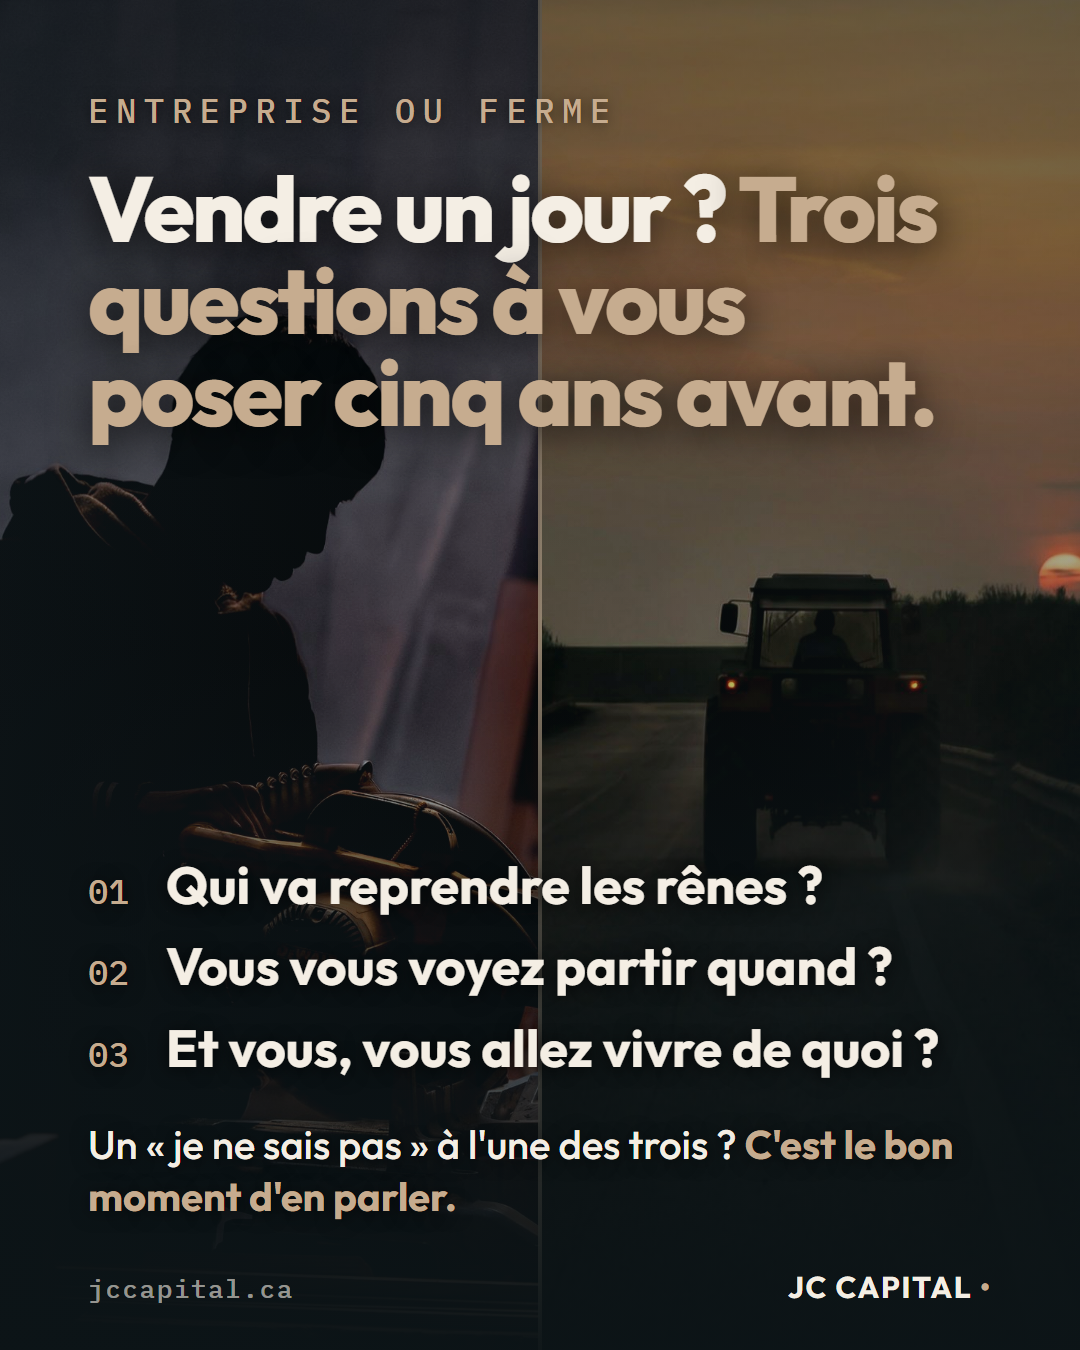 ENTREPRISE OU FERME
Vendre un jour ? Trois
questions à vous
poser cinq ans avant.
01 Qui va reprendre les rênes ?
02 Vous vous voyez partir quand ?
03 Et vous, vous allez vivre de quoi ?
Un « je ne sais pas » à l'une des trois ? C'est le bon
moment d'en parler.
jccapital.ca
JC CAPITAL •